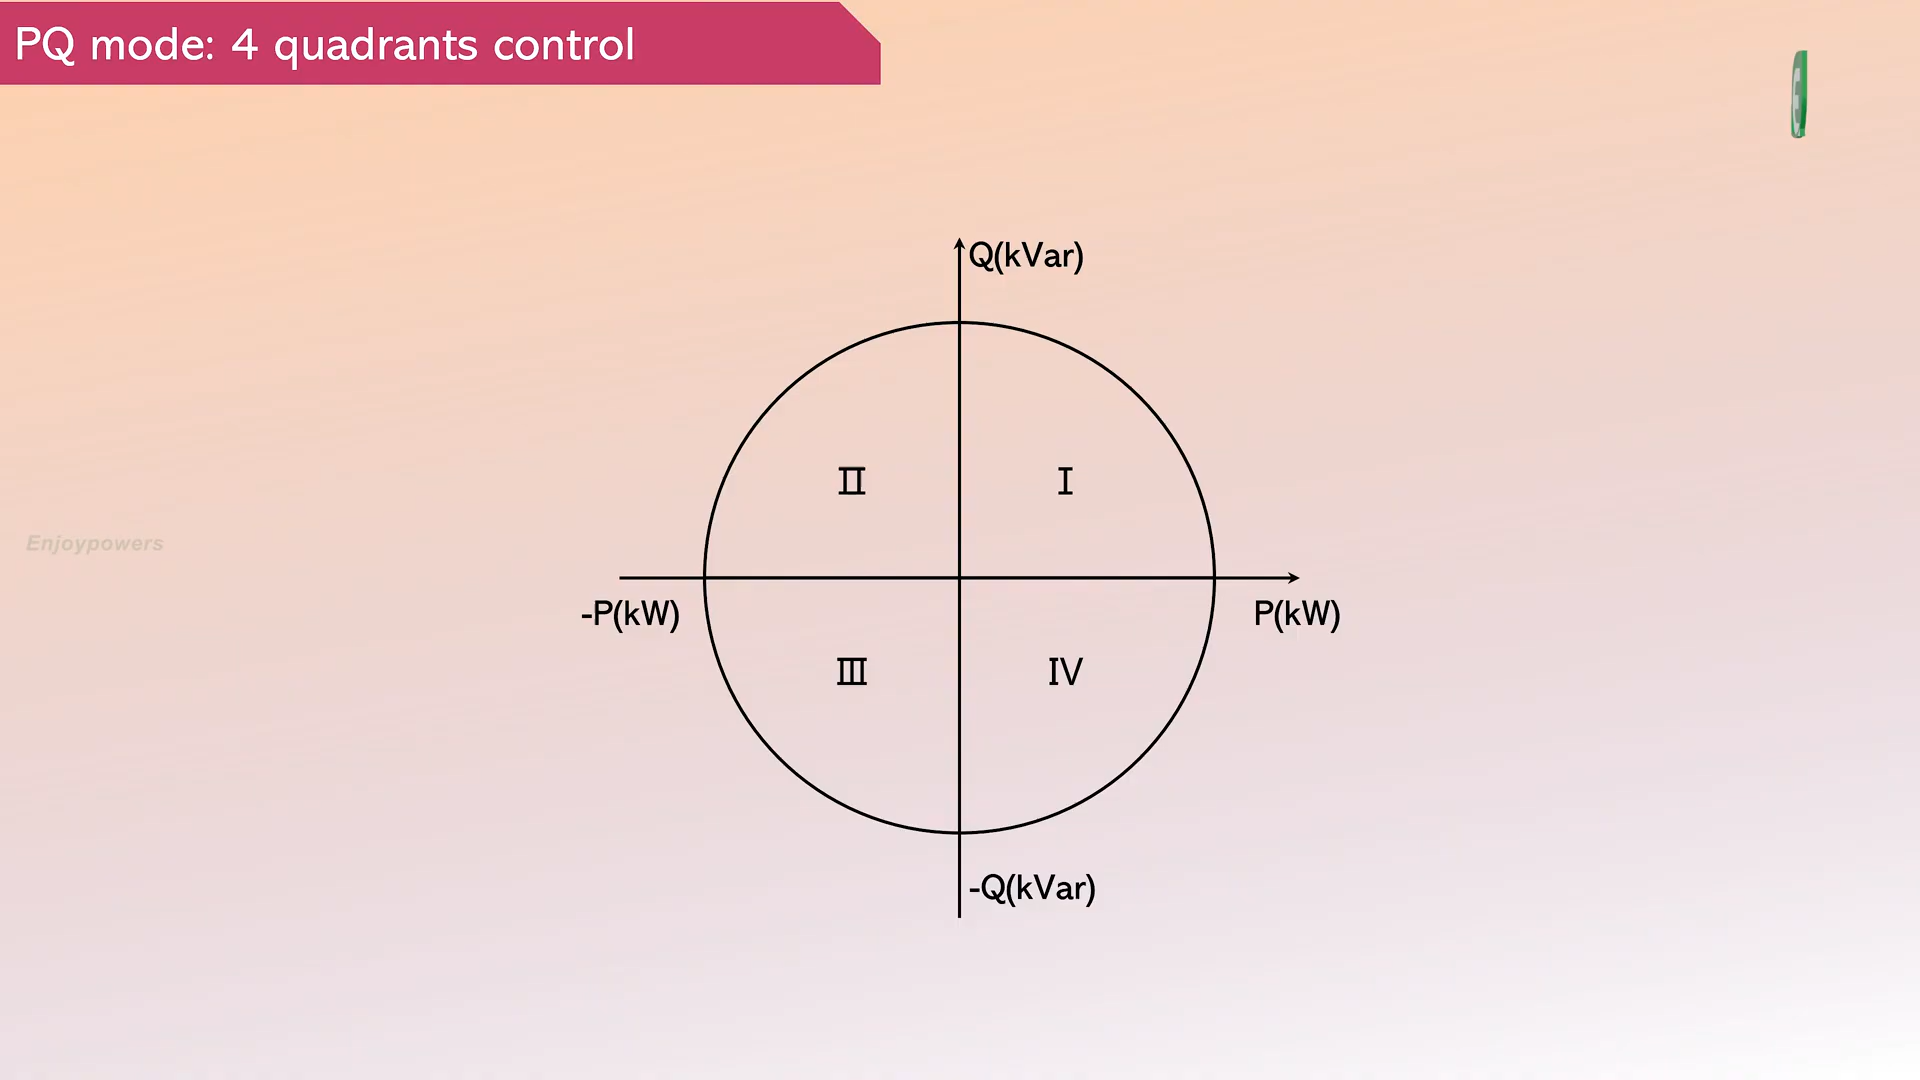 PQ mode: 4 quadrants control
Q(kVar)
II
I
Enjoypowers
-P(kW)
P(kW)
III
IV
-Q(kVar)